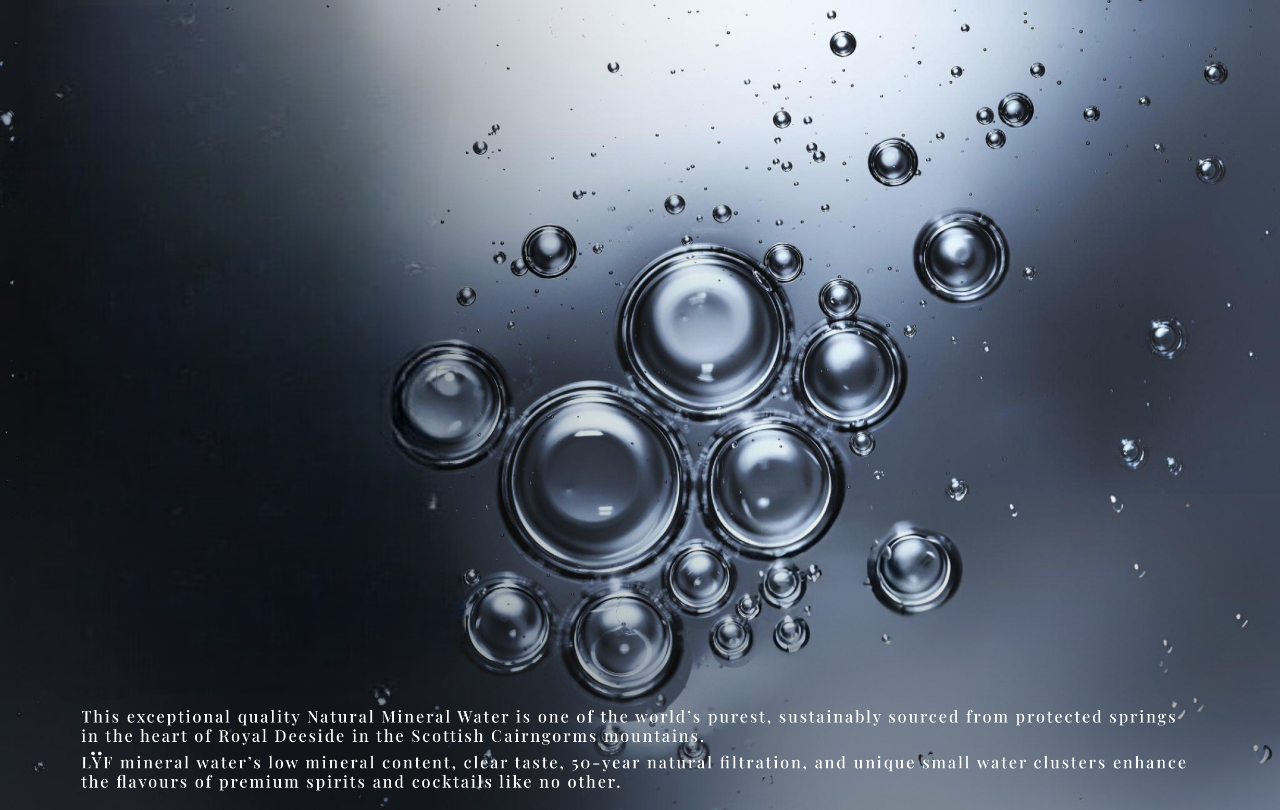 This exceptional quality Natural Mineral Water is one of the world’s purest, sustainably sourced from protected springs
in the heart of Royal Deeside in the Scottish Cairngorms mountains.
LŸF mineral water’s low mineral content, clear taste, 50-year natural filtration, and unique small water clusters enhance
the flavours of premium spirits and cocktails like no other.